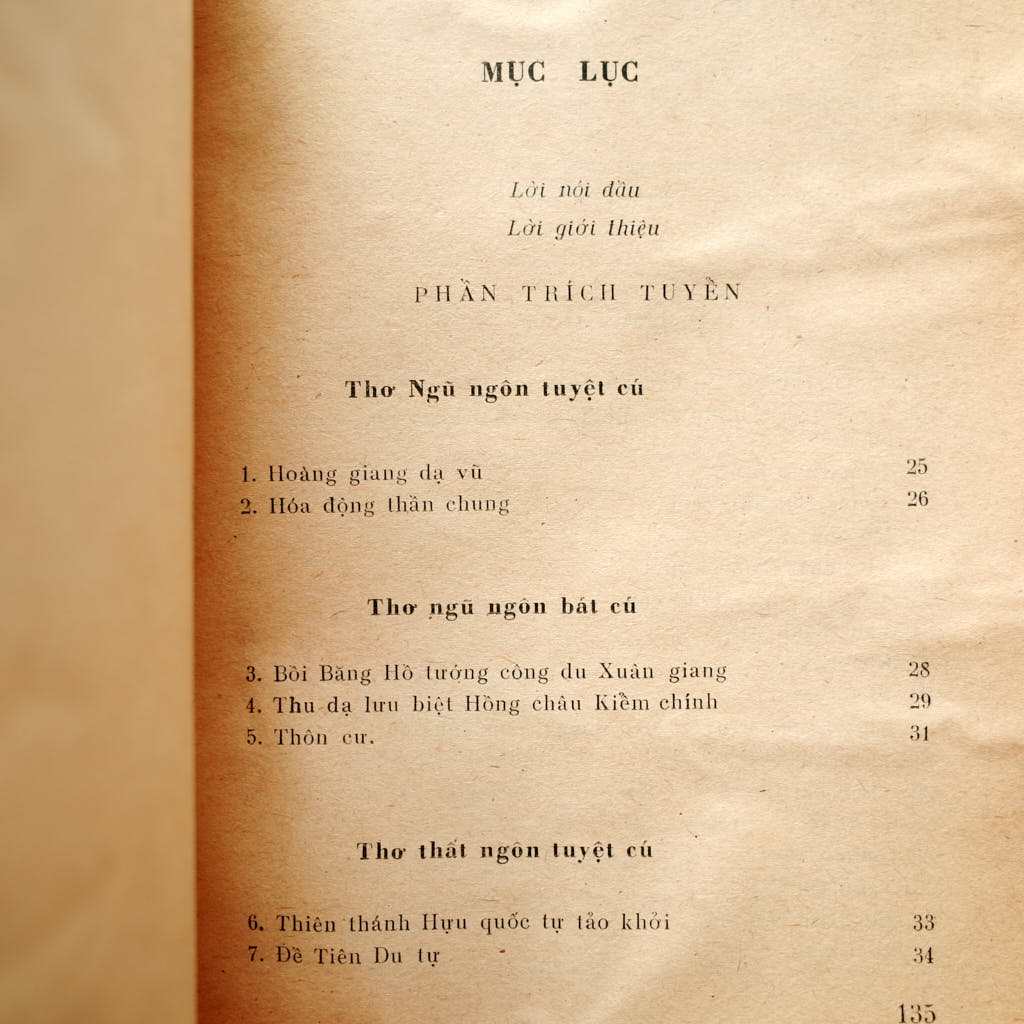 MỤC LỤC
Lời nói đầu
Lời giới thiệu
PHẦN TRÍCH TUYỂN
Thơ Ngũ ngôn tuyệt cú
1. Hoàng giang dạ vũ 25
2. Hóa động thần chung 26
Thơ ngũ ngôn bát cú
3. Bồi Băng Hồ tướng công du Xuân giang 28
4. Thu dạ lưu biệt Hồng châu Kiểm chính 29
5. Thôn cư. 31
Thơ thất ngôn tuyệt cú
6. Thiên thánh Hựu quốc tự tảo khởi 33
7. Đề Tiên Du tự 34
135